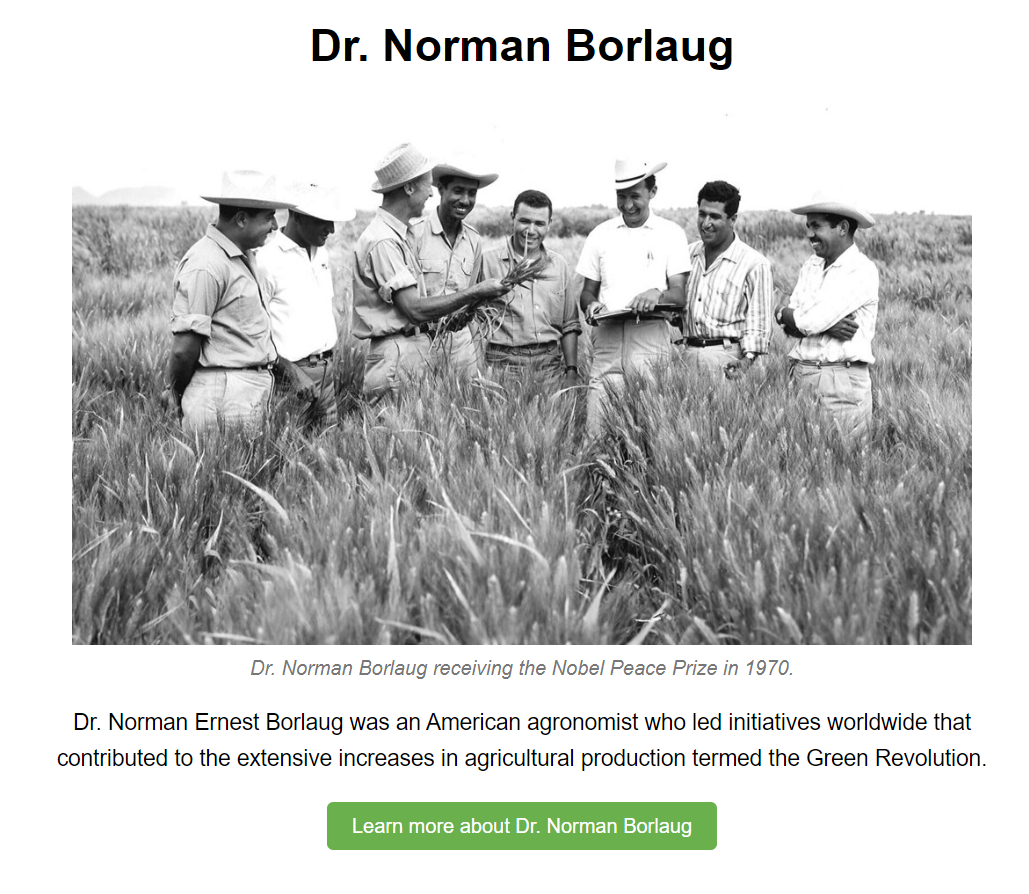 Dr. Norman Borlaug
Dr. Norman Borlaug receiving the Nobel Peace Prize in 1970.
Dr. Norman Ernest Borlaug was an American agronomist who led initiatives worldwide that
contributed to the extensive increases in agricultural production termed the Green Revolution.
Learn more about Dr. Norman Borlaug